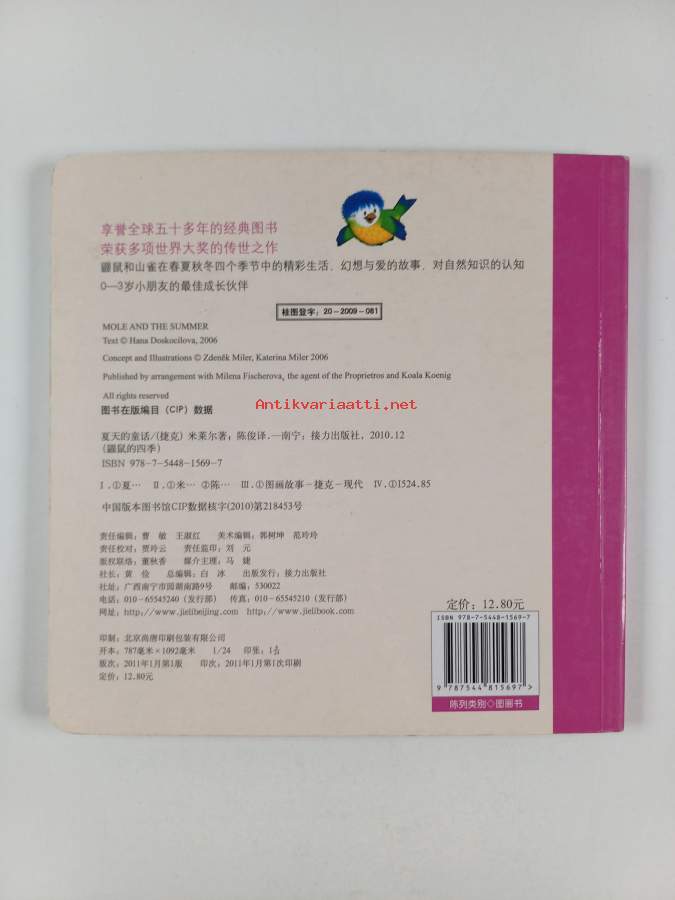 享誉全球五十多年的经典图书
荣获多项世界大奖的传世之作
鼹鼠和山雀在春夏秋冬四个季节中的精彩生活，幻想与爱的故事，对自然知识的认知
0—3岁小朋友的最佳成长伙伴
桂图登字：20-2009-081
MOLE AND THE SUMMER
Text © Hana Doskocilova, 2006
Concept and Illustrations © Zdeněk Miler, Katerina Miler 2006
Published by arrangement with Milena Fischerova, the agent of the Proprietros and Koala Koenig
All rights reserved
Antikvariaatti.net
图书在版编目（CIP）数据
夏天的童话/(捷克) 米莱尔著；陈俊译.—南宁：接力出版社，2010.12
(鼹鼠的四季)
ISBN 978-7-5448-1569-7
Ⅰ.①夏… Ⅱ.①米… ②陈… Ⅲ.①图画故事-捷克-现代 Ⅳ.①I524.85
中国版本图书馆CIP数据核字(2010)第218453号
责任编辑：曹 敏 王淑红 美术编辑：郭树坤 范玲玲
责任校对：贾玲云 责任监印：刘 元
版权联络：董秋香 媒介主理：马 婕
社长：黄 俭 总编辑：白 冰 出版发行：接力出版社
社址：广西南宁市园湖南路9号 邮编：530022
电话：010-65545240（发行部） 传真：010-65545210（发行部）
网址：http://www.jielibeijing.com http://www.jielibook.com
印制：北京尚唐印刷包装有限公司
开本：787毫米×1092毫米 1/24 印张：1
版次：2011年1月第1版 印次：2011年1月第1次印刷
定价：12.80元
定价：12.80元
ISBN 978-7-5448-1569-7
9 787544 815697 >
陈列类别◇图画书